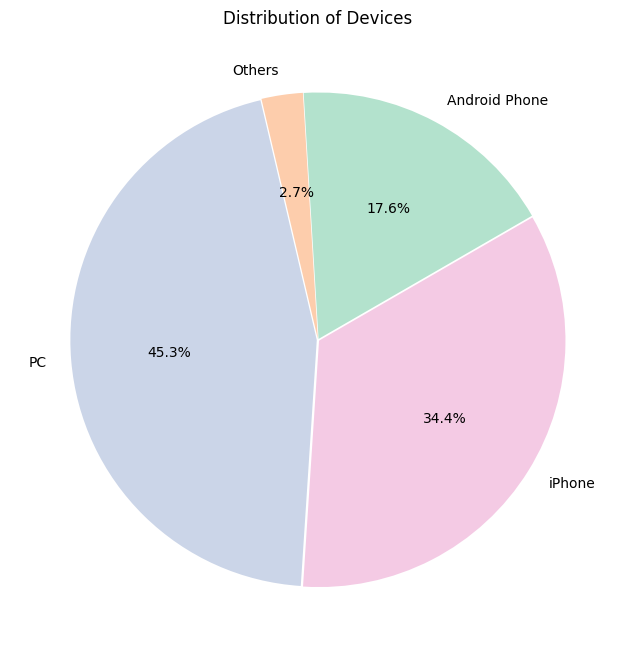 Distribution of Devices
Others
Android Phone
2.7%
17.6%
45.3%
PC
34.4%
iPhone